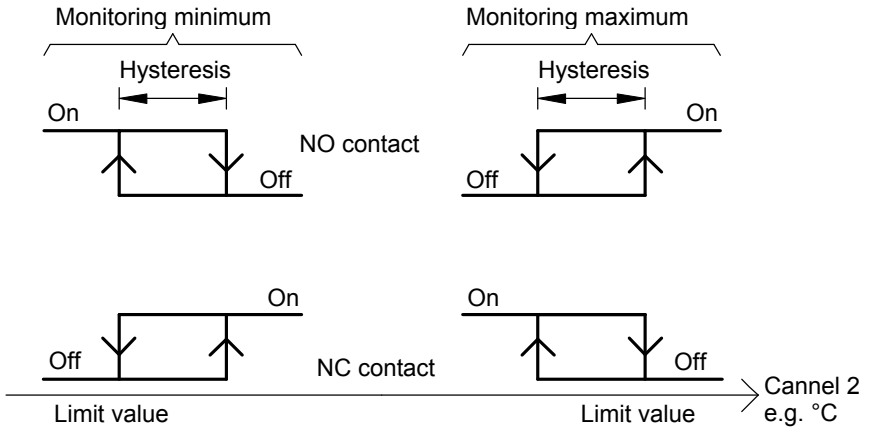 Monitoring minimum
Monitoring maximum
Hysteresis
Hysteresis
On
On
NO contact
Off
Off
On
On
Off
NC contact
Off
Cannel 2
e.g. °C
Limit value
Limit value